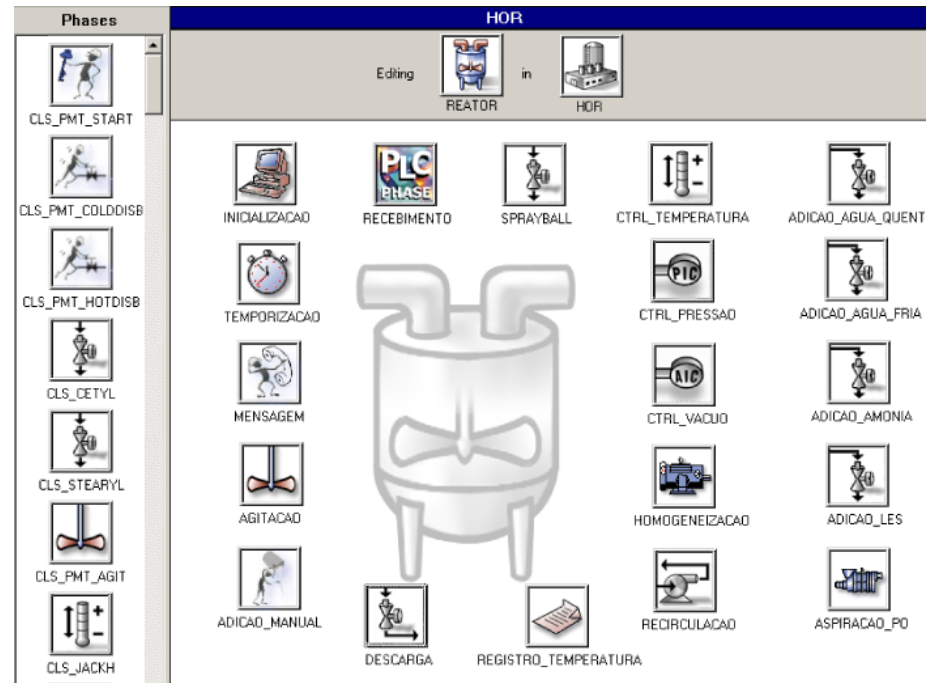 Phases
HOR
CLS_PMT_START
CLS_PMT_COLDDISB
CLS_PMT_HOTDISB
CLS_CETYL
CLS_STEARYL
CLS_PMT_AGIT
CLS_JACKH
Editing
REATOR
in
HOR
INICIALIZACAO
PLC
PHASE
RECEBIMENTO
SPRAYBALL
CTRL_TEMPERATURA
ADICAO_AGUA_QUENT
TEMPORIZACAO
PIC
CTRL_PRESSAO
ADICAO_AGUA_FRIA
MENSAGEM
AIC
CTRL_VACUO
ADICAO_AMONIA
AGITACAO
HOMOGENEIZACAO
ADICAO_LES
ADICAO_MANUAL
DESCARGA
REGISTRO_TEMPERATURA
RECIRCULACAO
ASPIRACAO_PO